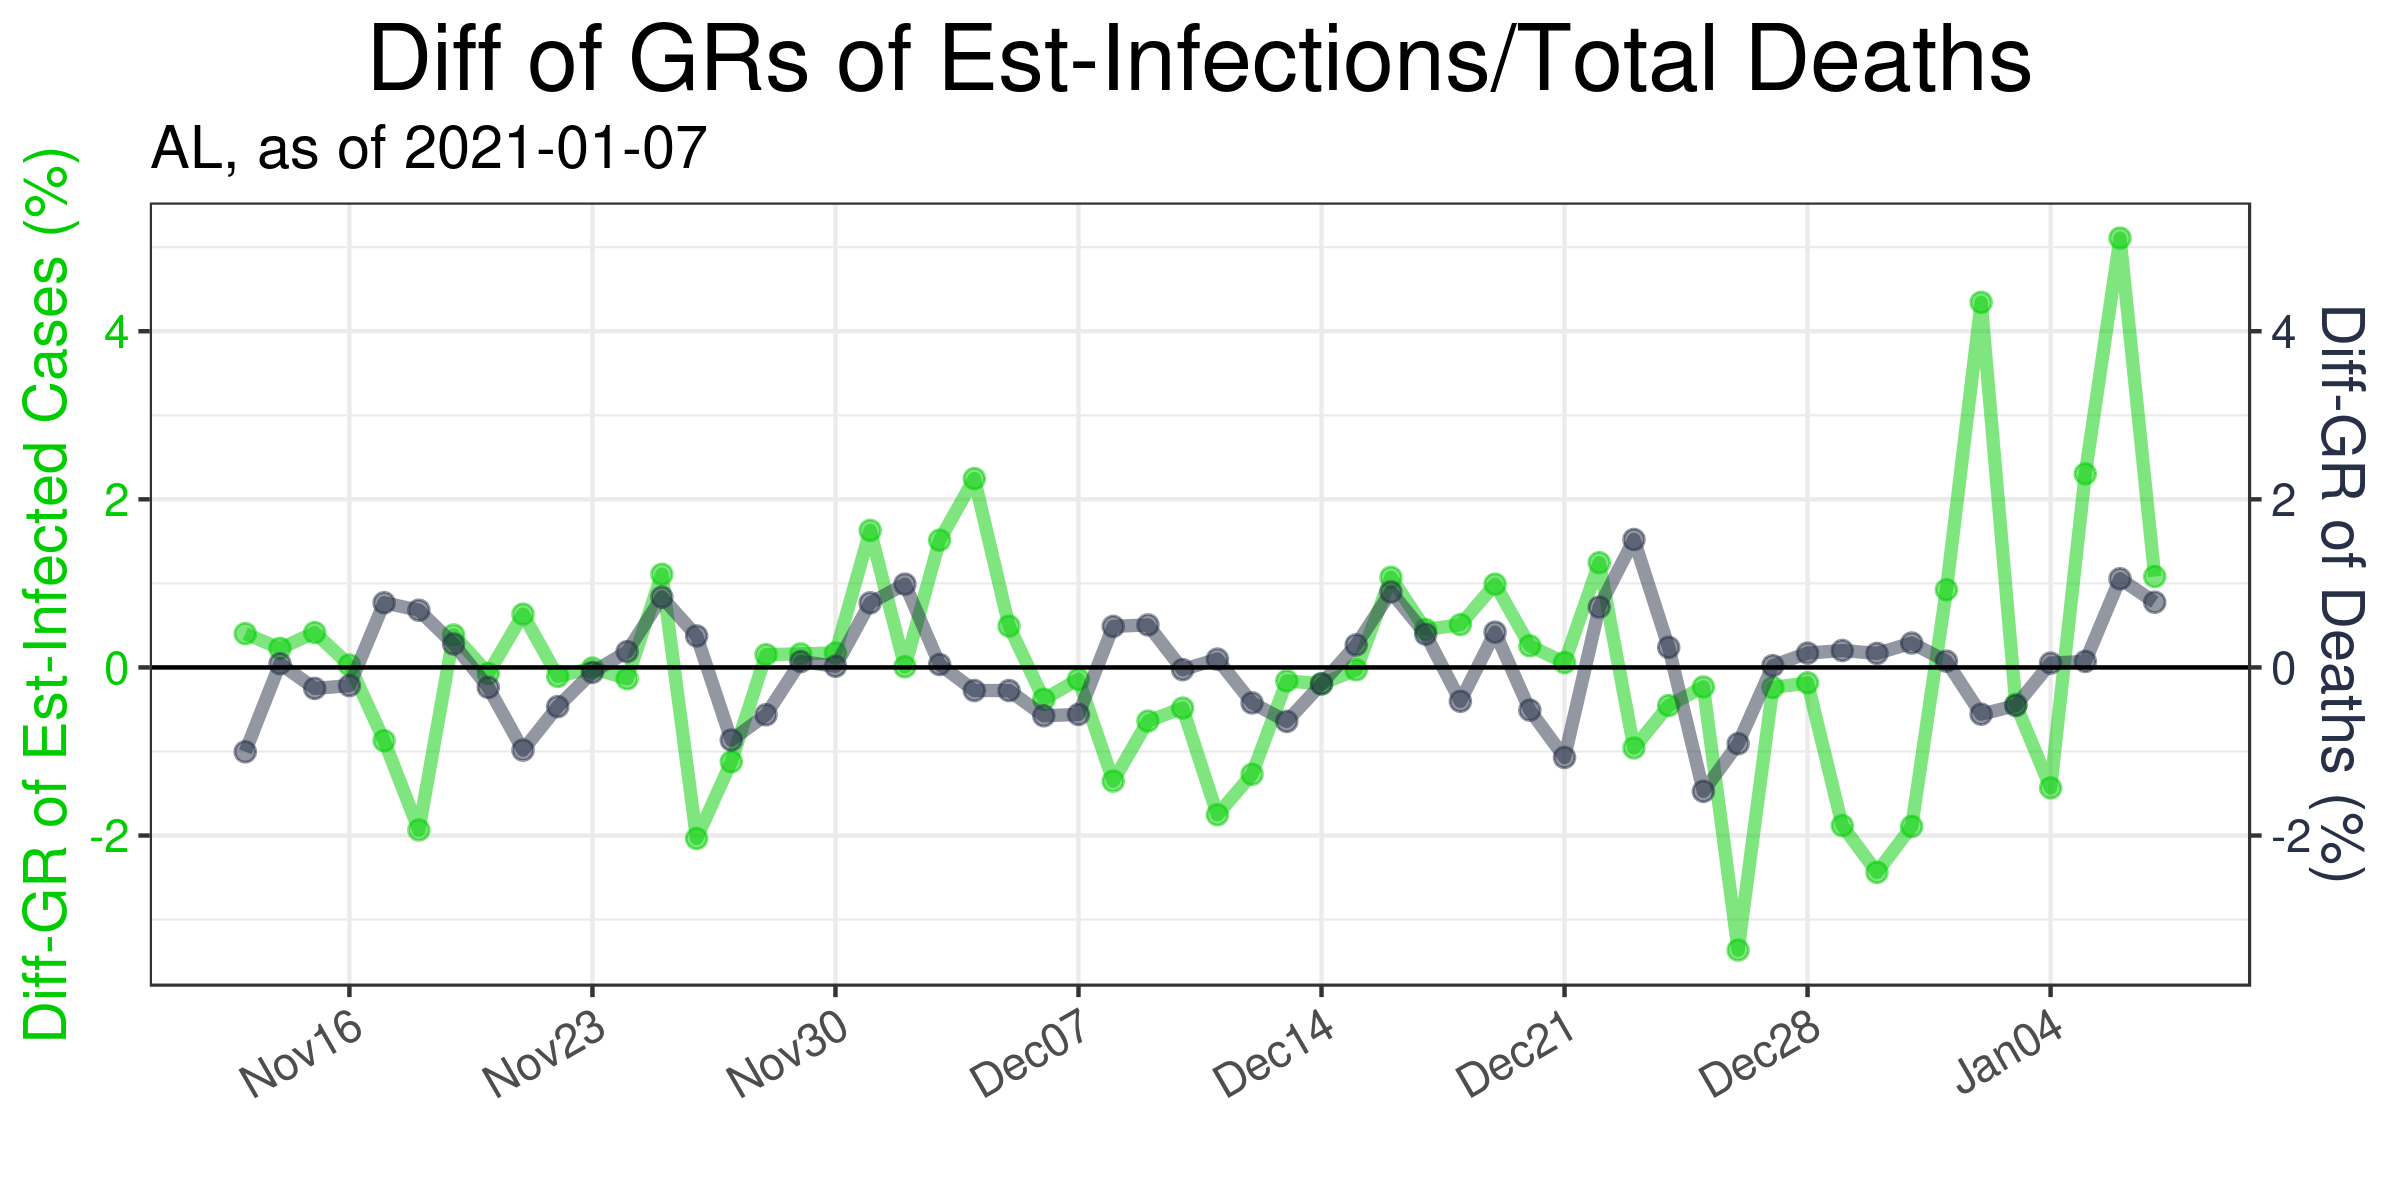 Diff of GRs of Est-Infections/Total Deaths
AL, as of 2021-01-07
Diff-GR of Est-Infected Cases (%)
4
2
0
-2
4
2
0
-2
Diff-GR of Deaths (%)
Nov16
Nov23
Nov30
Dec07
Dec14
Dec21
Dec28
Jan04